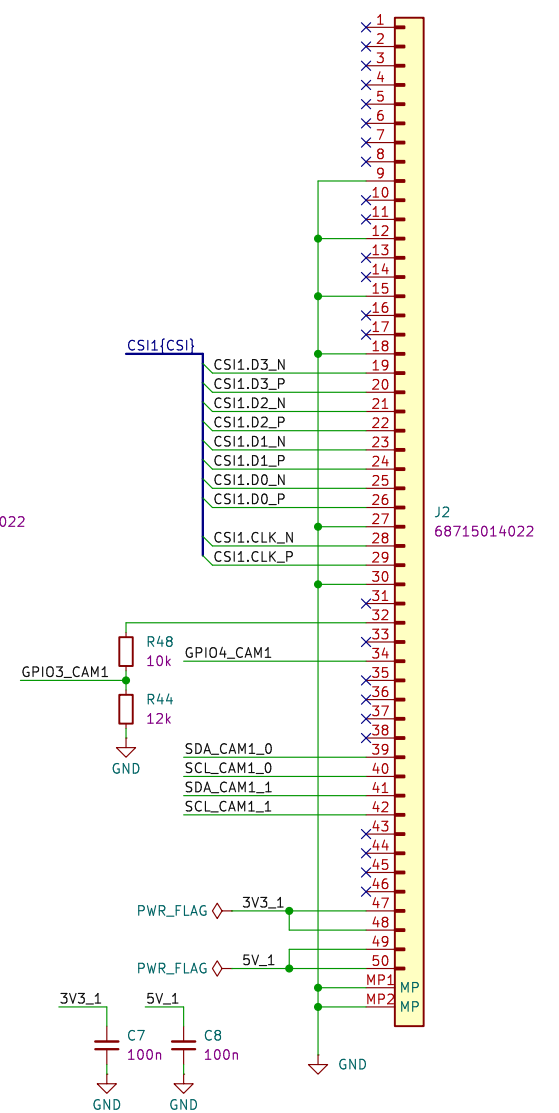 1
2
3
4
5
6
7
8
9
10
11
12
13
14
15
16
17
CSI1{CSI}
18
CSI1.D3_N 19
CSI1.D3_P 20
CSI1.D2_N 21
CSI1.D2_P 22
CSI1.D1_N 23
CSI1.D1_P 24
CSI1.D0_N 25
CSI1.D0_P 26
J2
022
27
68715014022
CSI1.CLK_N 28
CSI1.CLK_P 29
30
31
32
R48
33
10k
GPIO4_CAM1 34
GPIO3_CAM1 35
R44
36
12k
37
38
SDA_CAM1_0 39
GND
SCL_CAM1_0 40
SDA_CAM1_1 41
SCL_CAM1_1 42
43
44
45
46
3V3_1 47
PWR_FLAG
48
49
5V_1 50
PWR_FLAG
MP1 MP
3V3_1 5V_1 MP2 MP
C7 C8
100n 100n
GND
GND GND